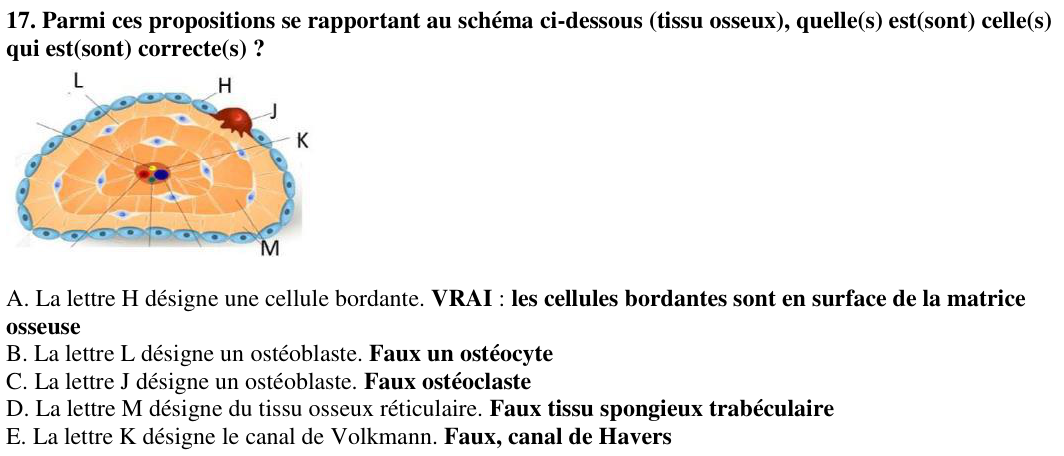 17. Parmi ces propositions se rapportant au schéma ci-dessous (tissu osseux), quelle(s) est(sont) celle(s)
qui est(sont) correcte(s) ?
L
H
J
K
M
A. La lettre H désigne une cellule bordante. VRAI : les cellules bordantes sont en surface de la matrice
osseuse
B. La lettre L désigne un ostéoblaste. Faux un ostéocyte
C. La lettre J désigne un ostéoblaste. Faux ostéoclaste
D. La lettre M désigne du tissu osseux réticulaire. Faux tissu spongieux trabéculaire
E. La lettre K désigne le canal de Volkmann. Faux, canal de Havers